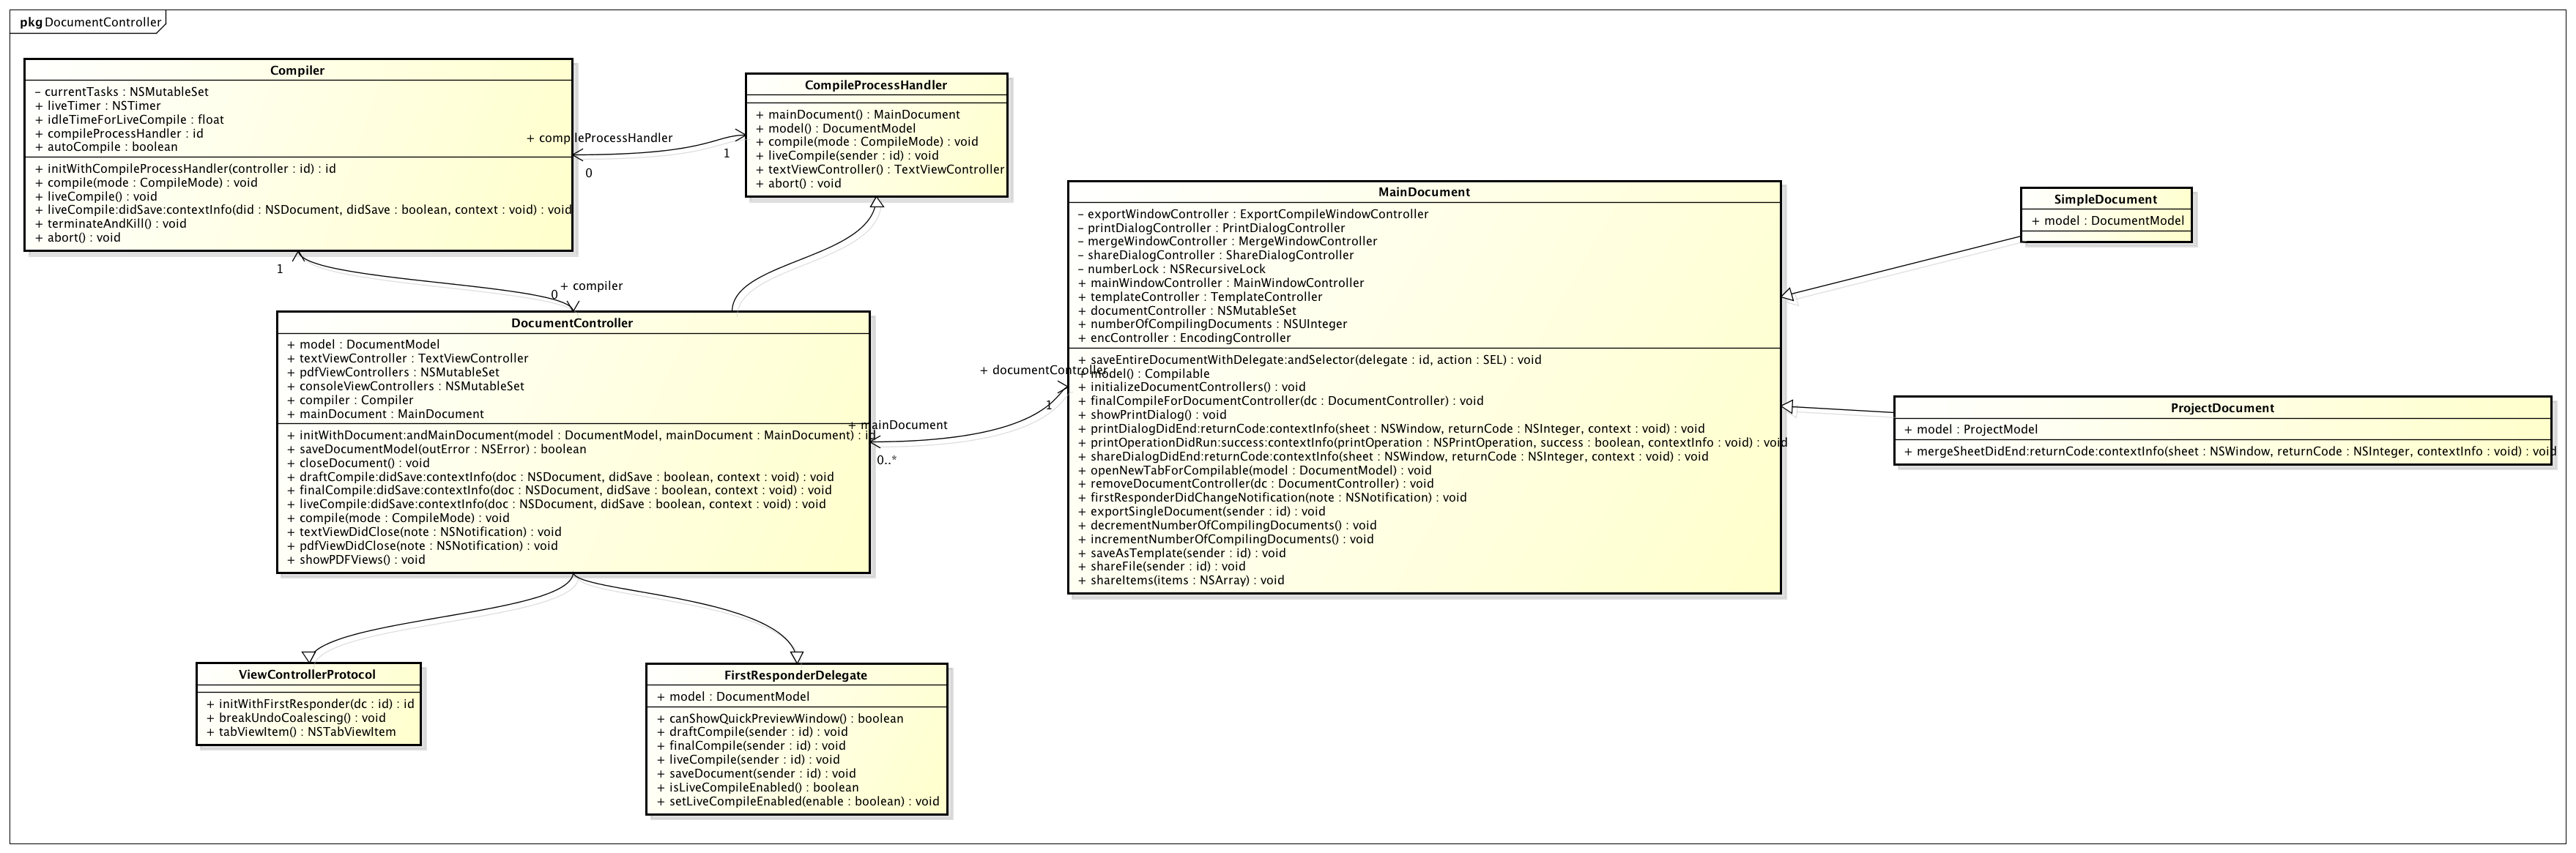 pkg DocumentController
Compiler
– currentTasks : NSMutableSet
+ liveTimer : NSTimer
+ idleTimeForLiveCompile : float
+ compileProcessHandler : id
+ autoCompile : boolean
+ initWithCompileProcessHandler(controller : id) : id
+ compile(mode : CompileMode) : void
+ liveCompile() : void
+ liveCompile:didSave:contextInfo(did : NSDocument, didSave : boolean, context : void) : void
+ terminateAndKill() : void
+ abort() : void
+ compileProcessHandler
1
0
CompileProcessHandler
+ mainDocument() : MainDocument
+ model() : DocumentModel
+ compile(mode : CompileMode) : void
+ liveCompile(sender : id) : void
+ textViewController() : TextViewController
+ abort() : void
1
0
+ compiler
DocumentController
+ model : DocumentModel
+ textViewController : TextViewController
+ pdfViewControllers : NSMutableSet
+ consoleViewControllers : NSMutableSet
+ compiler : Compiler
+ mainDocument : MainDocument
+ initWithDocument:andMainDocument(model : DocumentModel, mainDocument : MainDocument) : id
+ saveDocumentModel(outError : NSError) : boolean
+ closeDocument() : void
+ draftCompile:didSave:contextInfo(doc : NSDocument, didSave : boolean, context : void) : void
+ finalCompile:didSave:contextInfo(doc : NSDocument, didSave : boolean, context : void) : void
+ liveCompile:didSave:contextInfo(doc : NSDocument, didSave : boolean, context : void) : void
+ compile(mode : CompileMode) : void
+ textViewDidClose(note : NSNotification) : void
+ pdfViewDidClose(note : NSNotification) : void
+ showPDFViews() : void
+ documentController
1
+ mainDocument
0..*
MainDocument
– exportWindowController : ExportCompileWindowController
– printDialogController : PrintDialogController
– mergeWindowController : MergeWindowController
– shareDialogController : ShareDialogController
– numberLock : NSRecursiveLock
+ mainWindowController : MainWindowController
+ templateController : TemplateController
+ documentController : NSMutableSet
+ numberOfCompilingDocuments : NSUInteger
+ encController : EncodingController
+ saveEntireDocumentWithDelegate:andSelector(delegate : id, action : SEL) : void
+ model() : Compilable
+ initializeDocumentControllers() : void
+ finalCompileForDocumentController(dc : DocumentController) : void
+ showPrintDialog() : void
+ printDialogDidEnd:returnCode:contextInfo(sheet : NSWindow, returnCode : NSInteger, context : void) : void
+ printOperationDidRun:success:contextInfo(printOperation : NSPrintOperation, success : boolean, contextInfo : void) : void
+ shareDialogDidEnd:returnCode:contextInfo(sheet : NSWindow, returnCode : NSInteger, context : void) : void
+ openNewTabForCompilable(model : DocumentModel) : void
+ removeDocumentController(dc : DocumentController) : void
+ firstResponderDidChangeNotification(note : NSNotification) : void
+ exportSingleDocument(sender : id) : void
+ decrementNumberOfCompilingDocuments() : void
+ incrementNumberOfCompilingDocuments() : void
+ saveAsTemplate(sender : id) : void
+ shareFile(sender : id) : void
+ shareItems(items : NSArray) : void
SimpleDocument
+ model : DocumentModel
ProjectDocument
+ model : ProjectModel
+ mergeSheetDidEnd:returnCode:contextInfo(sheet : NSWindow, returnCode : NSInteger, contextInfo : void) : void
ViewControllerProtocol
+ initWithFirstResponder(dc : id) : id
+ breakUndoCoalescing() : void
+ tabViewItem() : NSTabViewItem
FirstResponderDelegate
+ model : DocumentModel
+ canShowQuickPreviewWindow() : boolean
+ draftCompile(sender : id) : void
+ finalCompile(sender : id) : void
+ liveCompile(sender : id) : void
+ saveDocument(sender : id) : void
+ isLiveCompileEnabled() : boolean
+ setLiveCompileEnabled(enable : boolean) : void